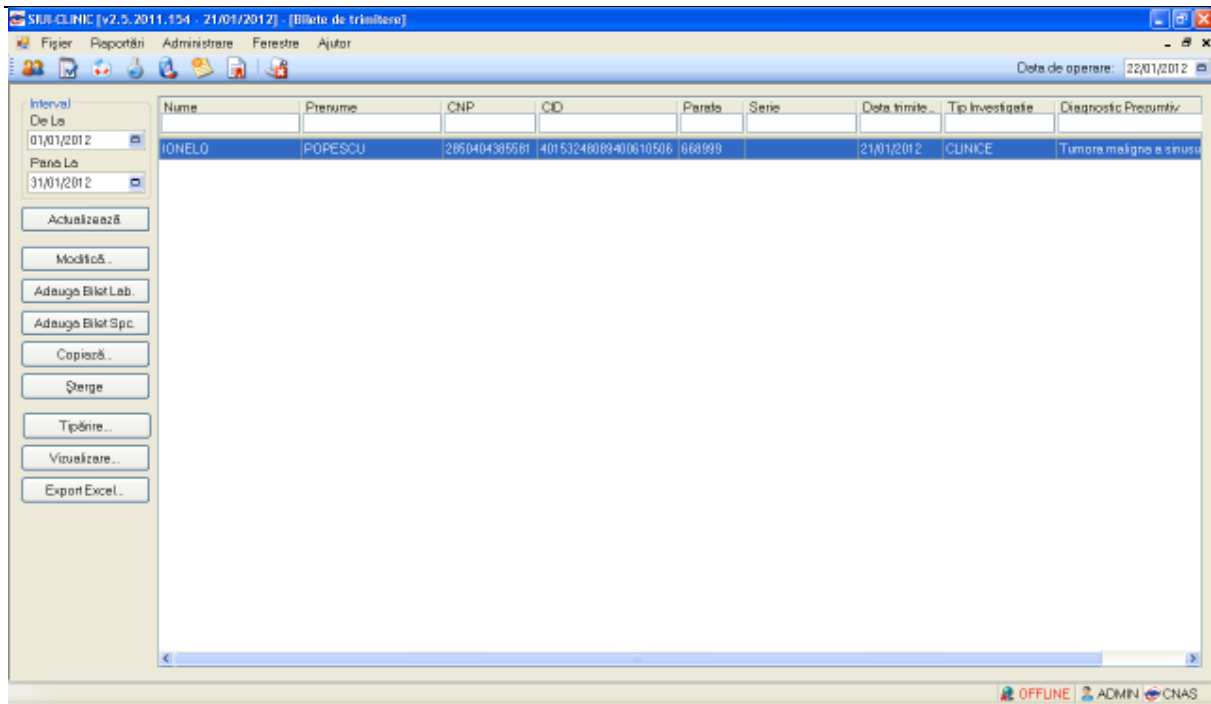 SIUI-CLINIC [v2.5.2011.154 - 21/01/2012] - [Bilete de trimitere]
Fişier Raportări Administrare Ferestre Ajutor
Data de operare: 22/01/2012
Interval
De La
01/01/2012
Pana La
31/01/2012
Actualizează
Modifică...
Adauga Bilet Lab.
Adauga Bilet Spc.
Copiază...
Şterge
Tipărire...
Vizualizare...
Export Excel...
Nume Prenume CNP CID Parafa Serie Data trimite... Tip Investigatie Diagnostic Prezumtiv
IONELQ POPESCU 2850404385581 40153248089400610506 668999 21/01/2012 CLINICE Tumora maligna a sinusu
OFFLINE ADMIN CNAS